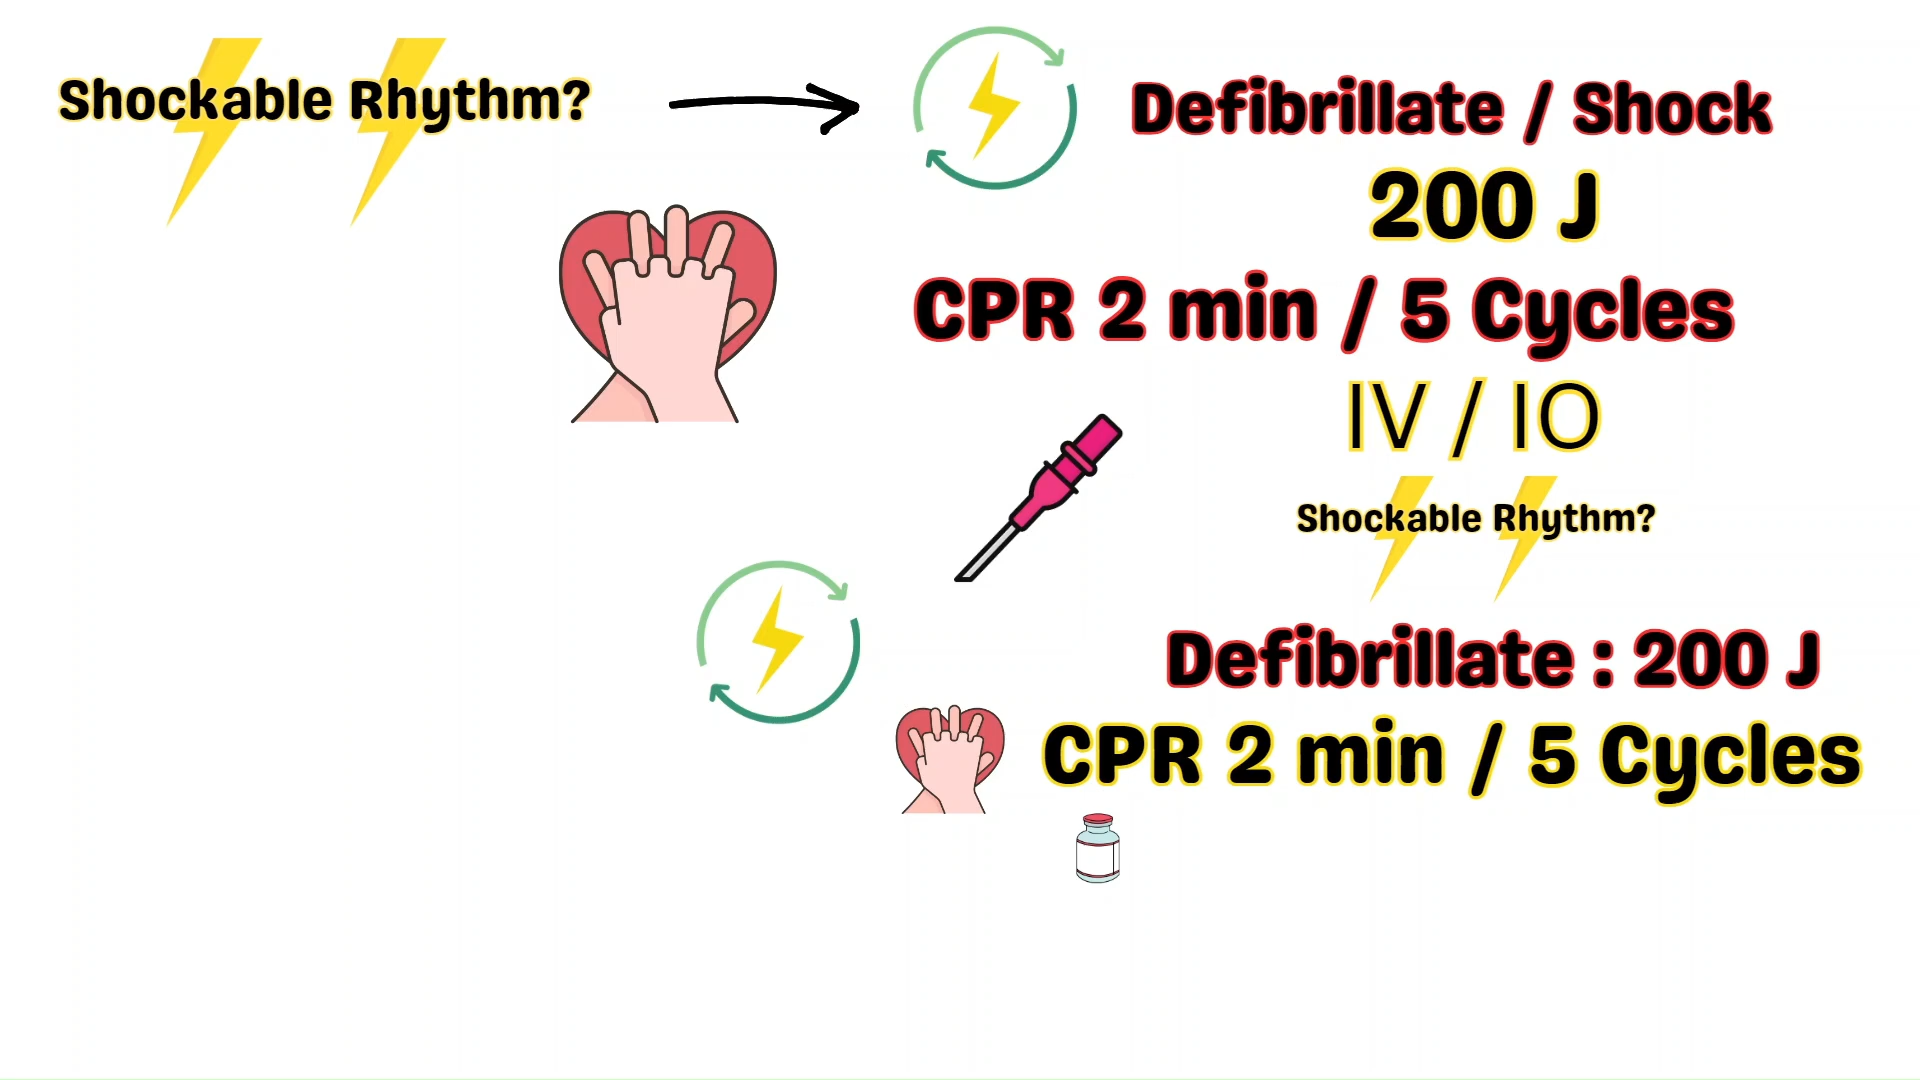 Shockable Rhythm?
Defibrillate / Shock
200 J
CPR 2 min / 5 Cycles
IV / IO
Shockable Rhythm?
Defibrillate : 200 J
CPR 2 min / 5 Cycles